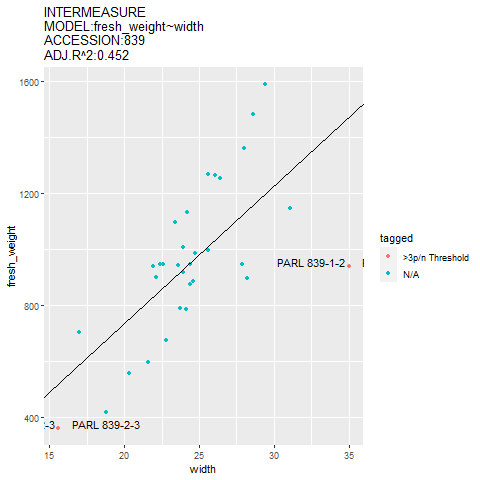 INTERMEASURE
MODEL:fresh_weight~width
ACCESSION:839
ADJ.R^2:0.452
1600
1200
800
400
fresh_weight
PARL 839-1-2
-3
PARL 839-2-3
15
20
25
30
35
width
tagged
>3p/n Threshold
N/A